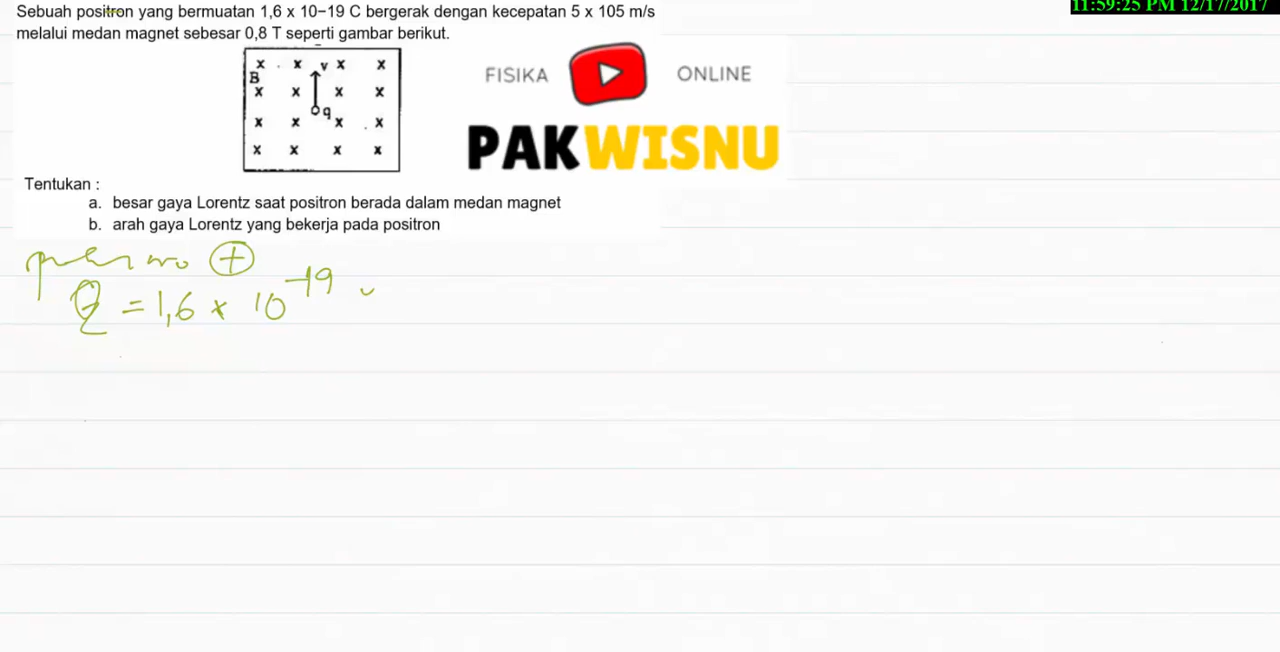 11:59:25 PM 12/17/2017
Sebuah positron yang bermuatan 1,6 x 10−19 C bergerak dengan kecepatan 5 x 105 m/s
melalui medan magnet sebesar 0,8 T seperti gambar berikut.
x x v x x
B
x x x x
q
x x x x
x x x x
FISIKA ONLINE
PAKWISNU
Tentukan :
a. besar gaya Lorentz saat positron berada dalam medan magnet
b. arah gaya Lorentz yang bekerja pada positron
+
Q = 1,6 x 10^-19